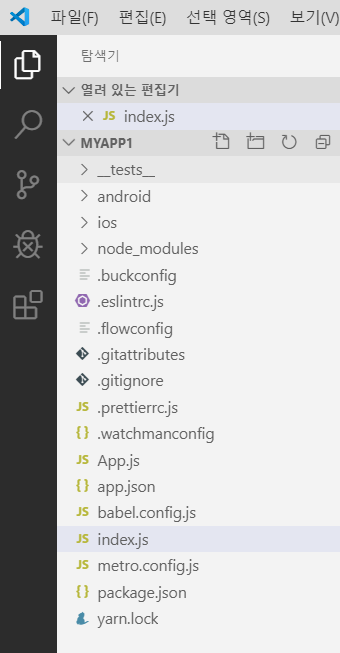 파일(F) 편집(E) 선택 영역(S) 보기(V)
탐색기
열려 있는 편집기
JS index.js
MYAPP1
__tests__
android
ios
node_modules
.buckconfig
.eslintrc.js
.flowconfig
.gitattributes
.gitignore
JS .prettierrc.js
{ } .watchmanconfig
JS App.js
{ } app.json
JS babel.config.js
JS index.js
JS metro.config.js
{ } package.json
yarn.lock